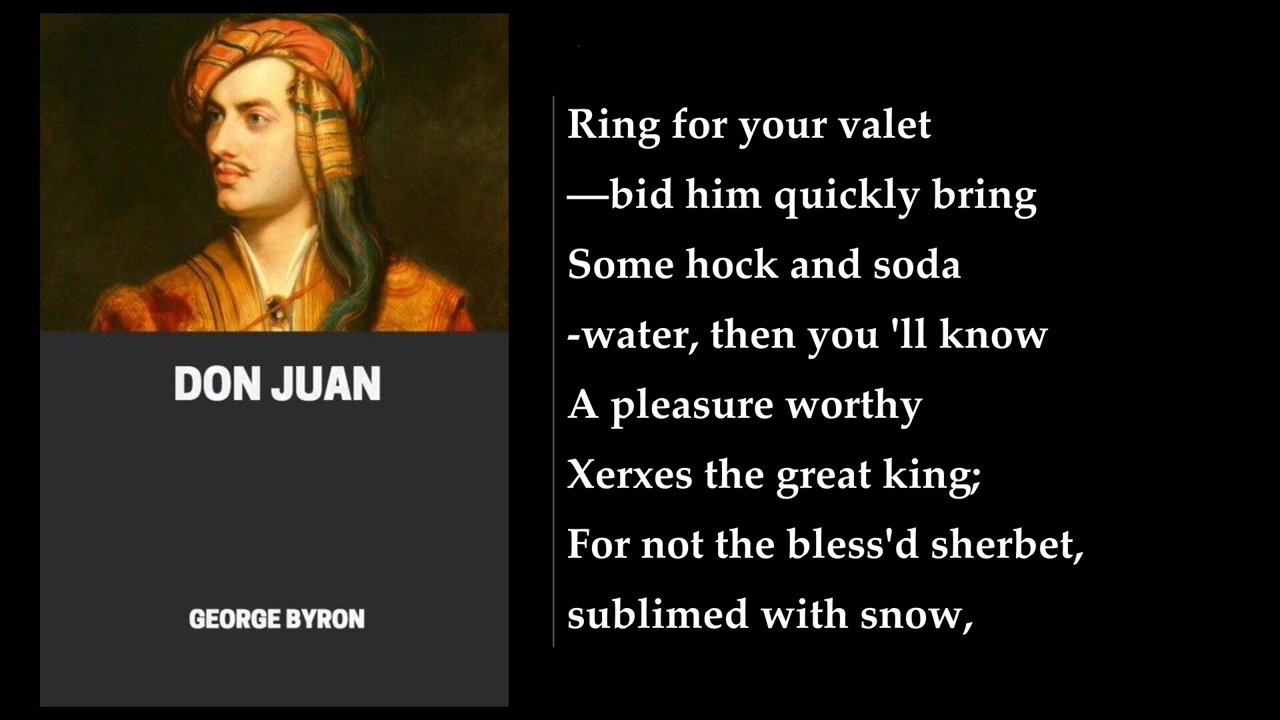 DON JUAN
GEORGE BYRON
Ring for your valet
—bid him quickly bring
Some hock and soda
-water, then you 'll know
A pleasure worthy
Xerxes the great king;
For not the bless'd sherbet,
sublimed with snow,